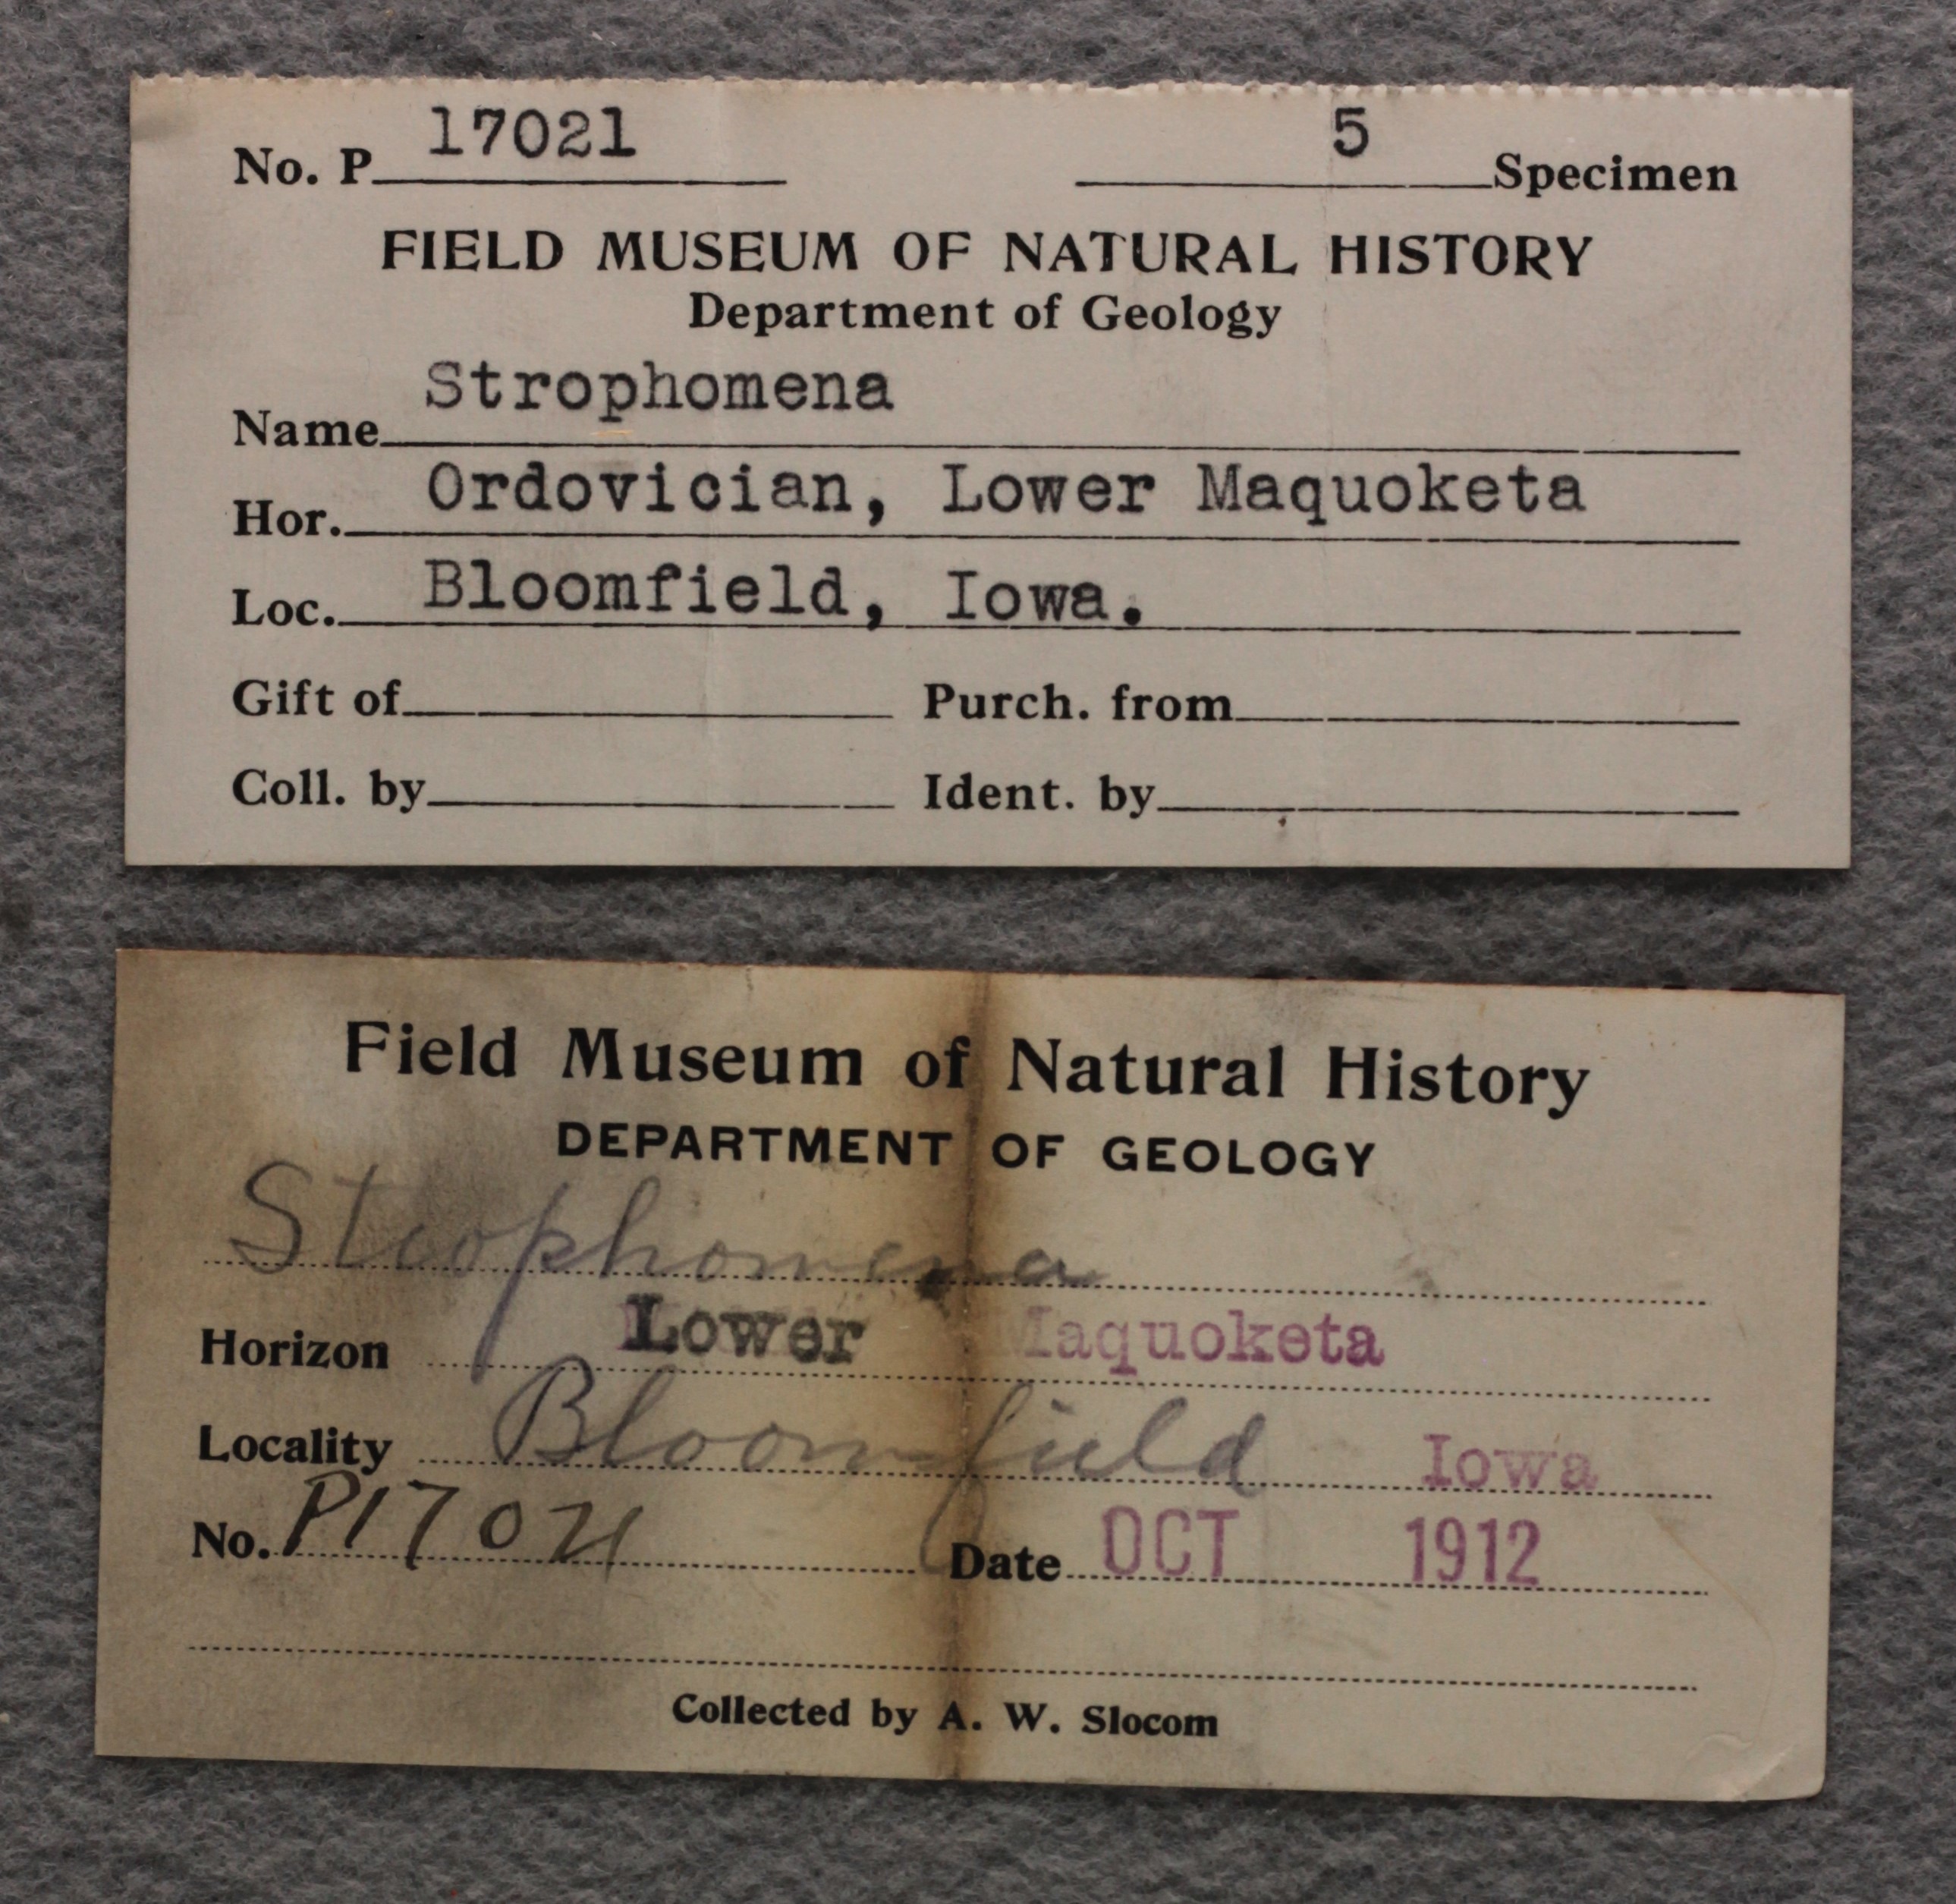 No. P 17021 5 Specimen
FIELD MUSEUM OF NATURAL HISTORY
Department of Geology
Name Strophomena
Hor. Ordovician, Lower Maquoketa
Loc. Bloomfield, Iowa.
Gift of Purch. from
Coll. by Ident. by
Field Museum of Natural History
DEPARTMENT OF GEOLOGY
Strophomena
Horizon Lower Maquoketa
Locality Bloomfield Iowa
No. P17021 Date OCT 1912
Collected by A. W. Slocom